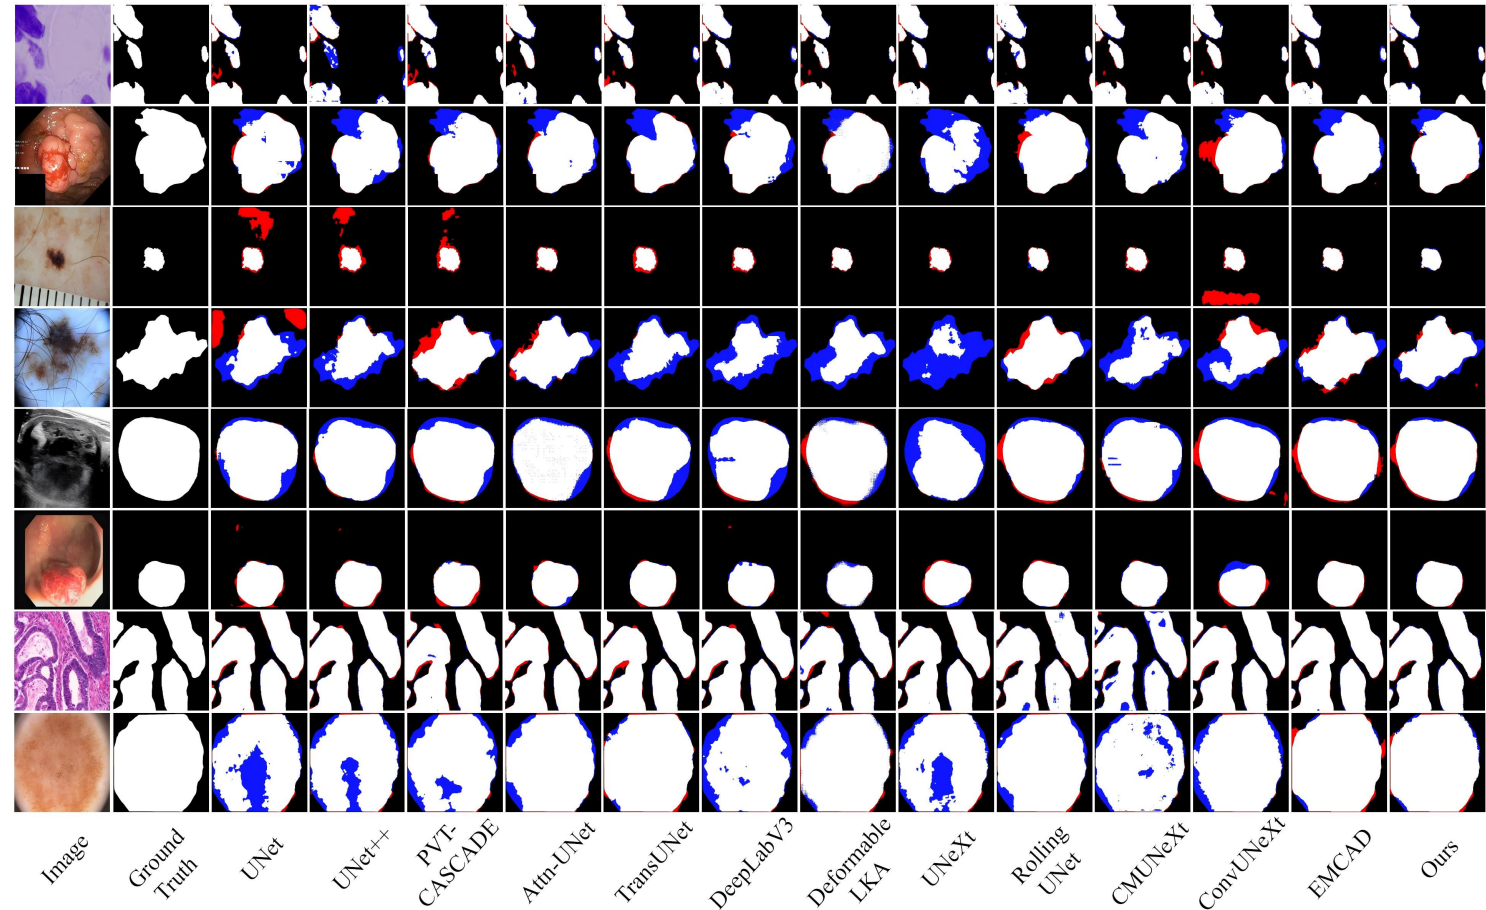 Image
Ground
Truth
UNet
UNet++
PVT-
CASCADE
Attn-UNet
TransUNet
DeepLabV3
Deformable
LKA
UNeXt
Rolling
UNet
CMUNeXt
ConvUNeXt
EMCAD
Ours